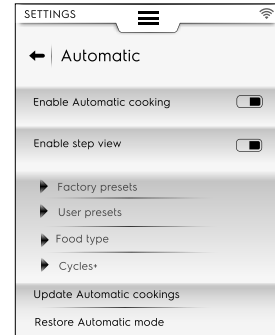 SETTINGS
Automatic
Enable Automatic cooking
Enable step view
Factory presets
User presets
Food type
Cycles+
Update Automatic cookings
Restore Automatic mode